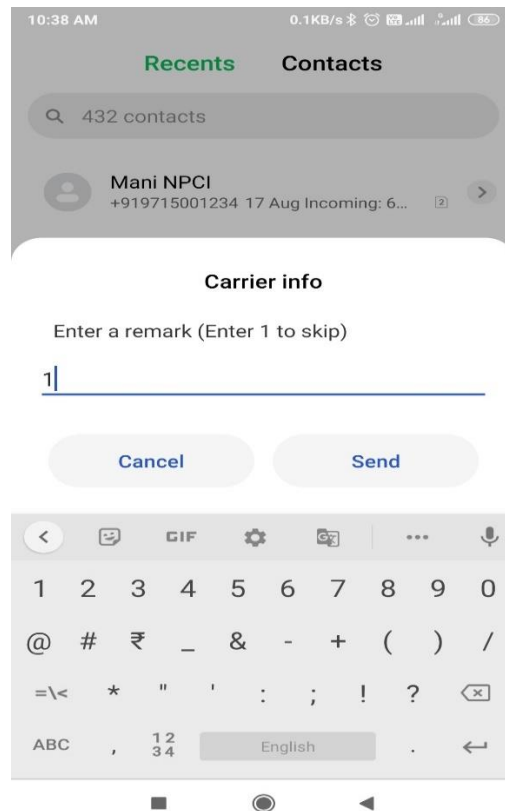 10:38 AM 0.1KB/s 86
Recents Contacts
432 contacts
Mani NPCI
+919715001234 17 Aug Incoming: 6... 2
Carrier info
Enter a remark (Enter 1 to skip)
1
Cancel Send
GIF
1 2 3 4 5 6 7 8 9 0
@ # ₹ _ & - + ( ) /
=\< * " ' : ; ! ?
ABC , 1234 English .